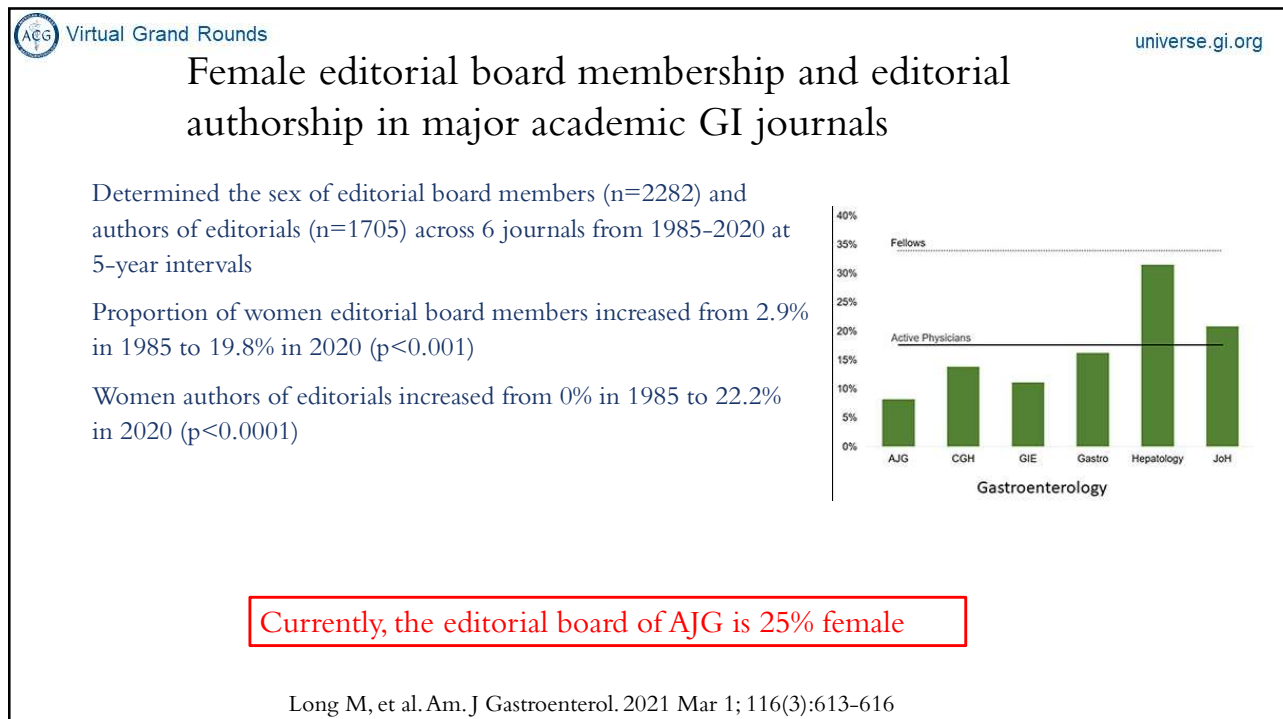 ACG Virtual Grand Rounds
universe.gi.org
Female editorial board membership and editorial
authorship in major academic GI journals
Determined the sex of editorial board members (n=2282) and
authors of editorials (n=1705) across 6 journals from 1985-2020 at
5-year intervals
Proportion of women editorial board members increased from 2.9%
in 1985 to 19.8% in 2020 (p<0.001)
Women authors of editorials increased from 0% in 1985 to 22.2%
in 2020 (p<0.0001)
40%
35%
Fellows
30%
25%
20%
Active Physicians
15%
10%
5%
0%
AJG CGH GIE Gastro Hepatology JoH
Gastroenterology
Currently, the editorial board of AJG is 25% female
Long M, et al. Am. J Gastroenterol. 2021 Mar 1; 116(3):613-616